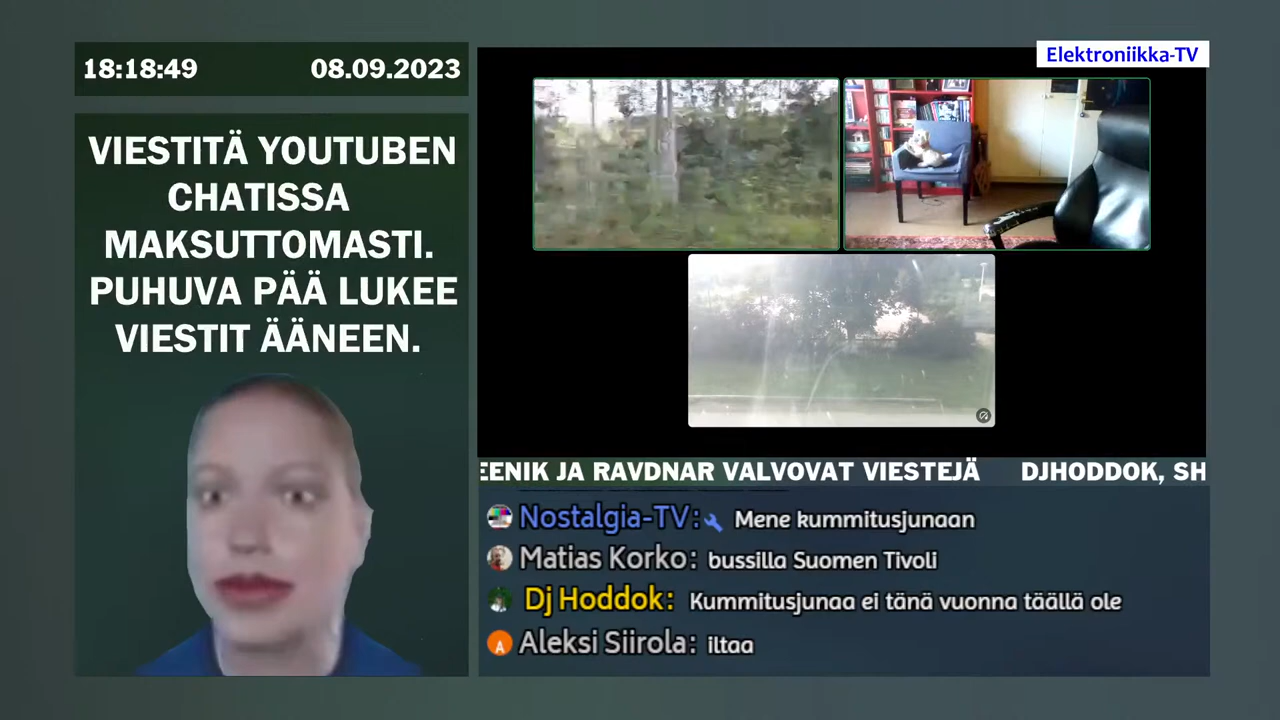 18:18:49 08.09.2023
Elektroniikka-TV
VIESTITÄ YOUTUBEN
CHATISSA
MAKSUTTOMASTI.
PUHUVA PÄÄ LUKEE
VIESTIT ÄÄNEEN.
EENIK JA RAVDNAR VALVOVAT VIESTEJÄ DJHODDOK, SH
Nostalgia-TV: Mene kummitusjunaan
Matias Korko: bussilla Suomen Tivoli
Dj Hoddok: Kummitusjunaa ei tänä vuonna täällä ole
A Aleksi Siirola: iltaa